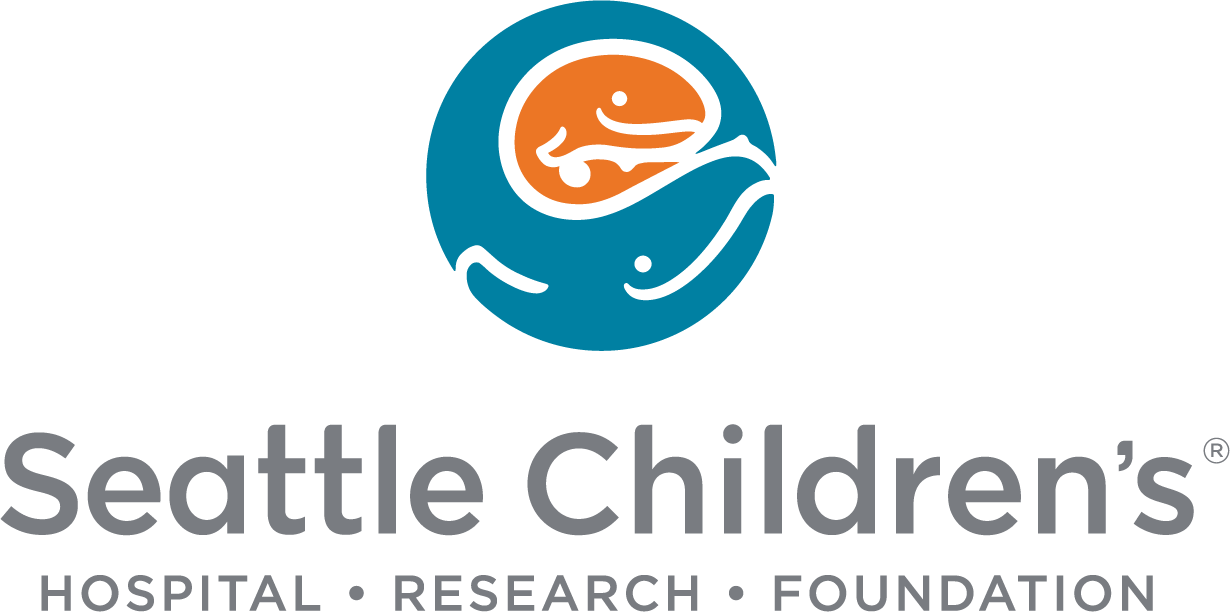 Seattle Children's®
HOSPITAL • RESEARCH • FOUNDATION